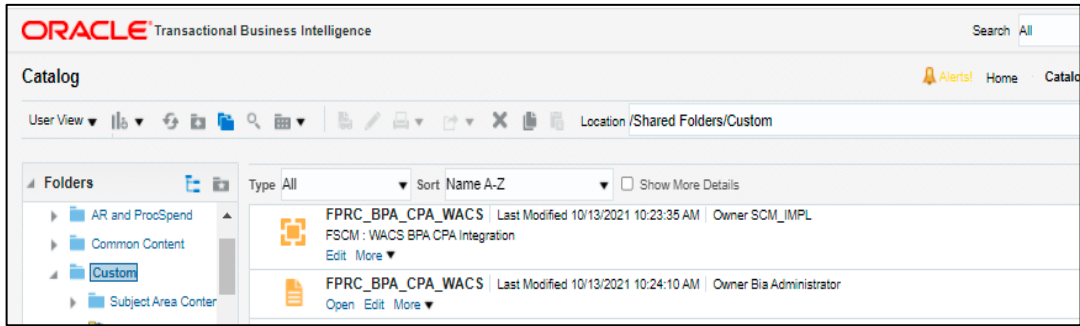 ORACLE® Transactional Business Intelligence
Search All
Catalog
Alerts! Home Catalo
User View
Location /Shared Folders/Custom
Folders
Type All Sort Name A-Z Show More Details
AR and ProcSpend
Common Content
Custom
Subject Area Conter
FPRC_BPA_CPA_WACS Last Modified 10/13/2021 10:23:35 AM Owner SCM_IMPL
FSCM : WACS BPA CPA Integration
Edit More
FPRC_BPA_CPA_WACS Last Modified 10/13/2021 10:24:10 AM Owner Bia Administrator
Open Edit More